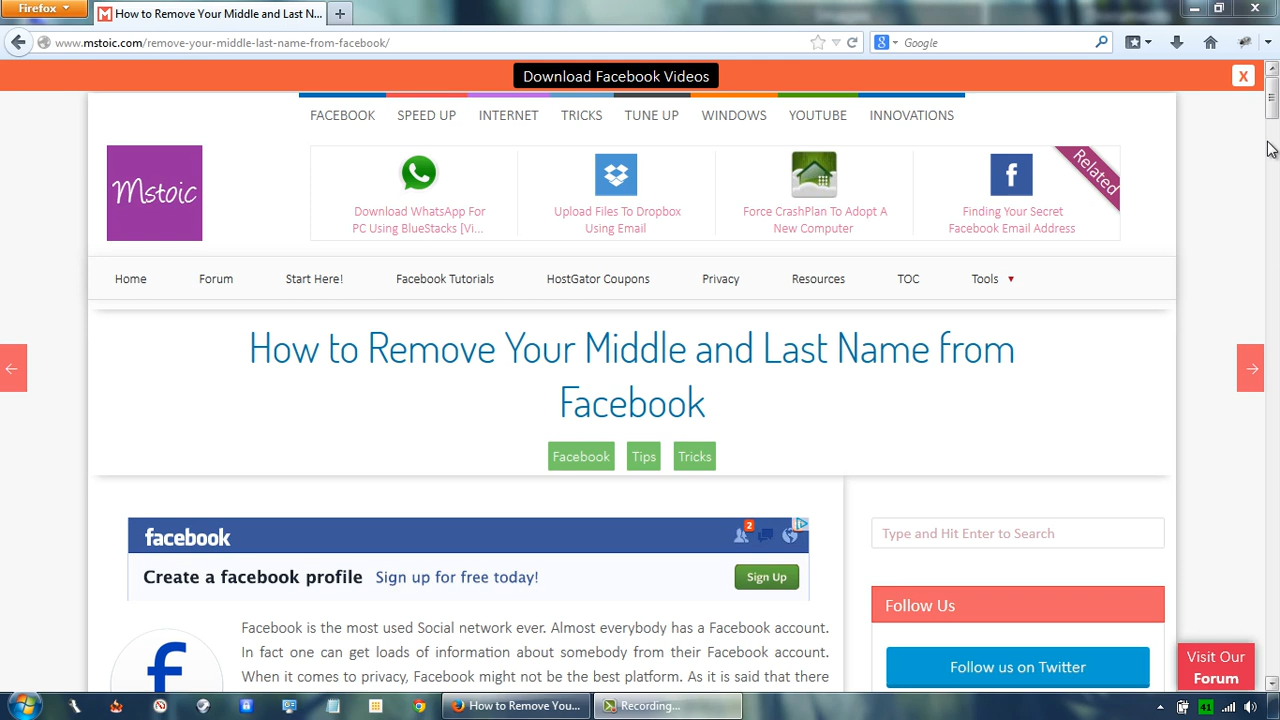 Firefox
How to Remove Your Middle and Last N...
www.mstoic.com/remove-your-middle-last-name-from-facebook/
Google
Download Facebook Videos
X
FACEBOOK SPEED UP INTERNET TRICKS TUNE UP WINDOWS YOUTUBE INNOVATIONS
Mstoic
Download WhatsApp For
PC Using BlueStacks [Vi...
Upload Files To Dropbox
Using Email
Force CrashPlan To Adopt A
New Computer
Finding Your Secret
Facebook Email Address
Related
Home Forum Start Here! Facebook Tutorials HostGator Coupons Privacy Resources TOC Tools
How to Remove Your Middle and Last Name from
Facebook
Facebook Tips Tricks
facebook
2
Create a facebook profile Sign up for free today!
Sign Up
Type and Hit Enter to Search
Follow Us
Follow us on Twitter
Facebook is the most used Social network ever. Almost everybody has a Facebook account.
In fact one can get loads of information about somebody from their Facebook account.
When it comes to privacy, Facebook might not be the best platform. As it is said that there
Visit Our
Forum
How to Remove You...
Recording...
41